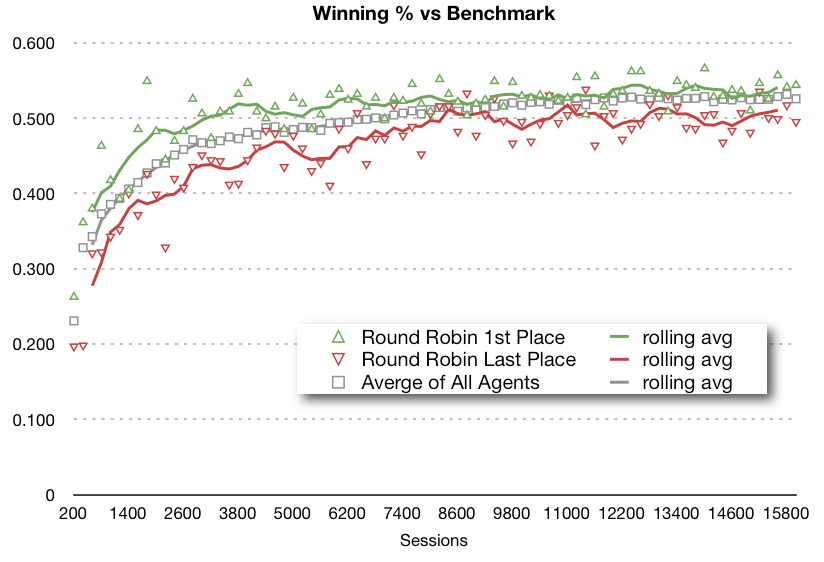 Winning % vs Benchmark
0.600
0.500
0.400
0.300
0.200
0.100
0
Round Robin 1st Place rolling avg
Round Robin Last Place rolling avg
Averge of All Agents rolling avg
200 1400 2600 3800 5000 6200 7400 8600 9800 11000 12200 13400 14600 15800
Sessions